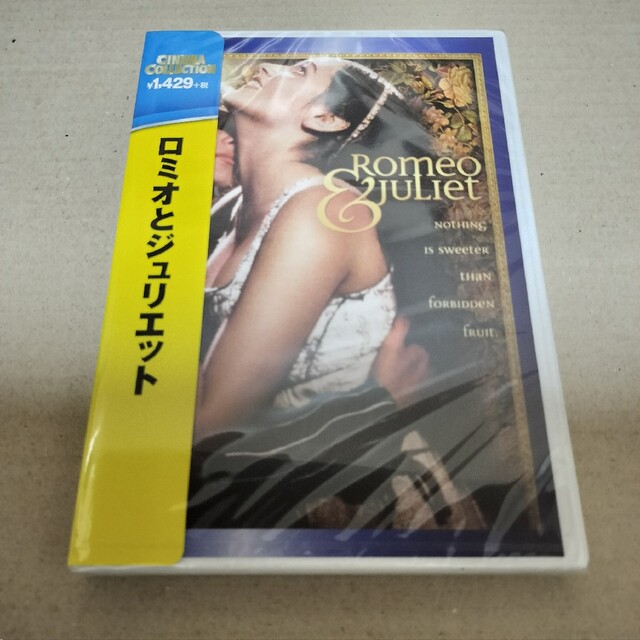 CINEMA
COLLECTION
¥1,429+税
ロミオとジュリエット
ROMEO
& JULIET
NOTHING
IS SWEETER
THAN
FORBIDDEN
FRUIT.